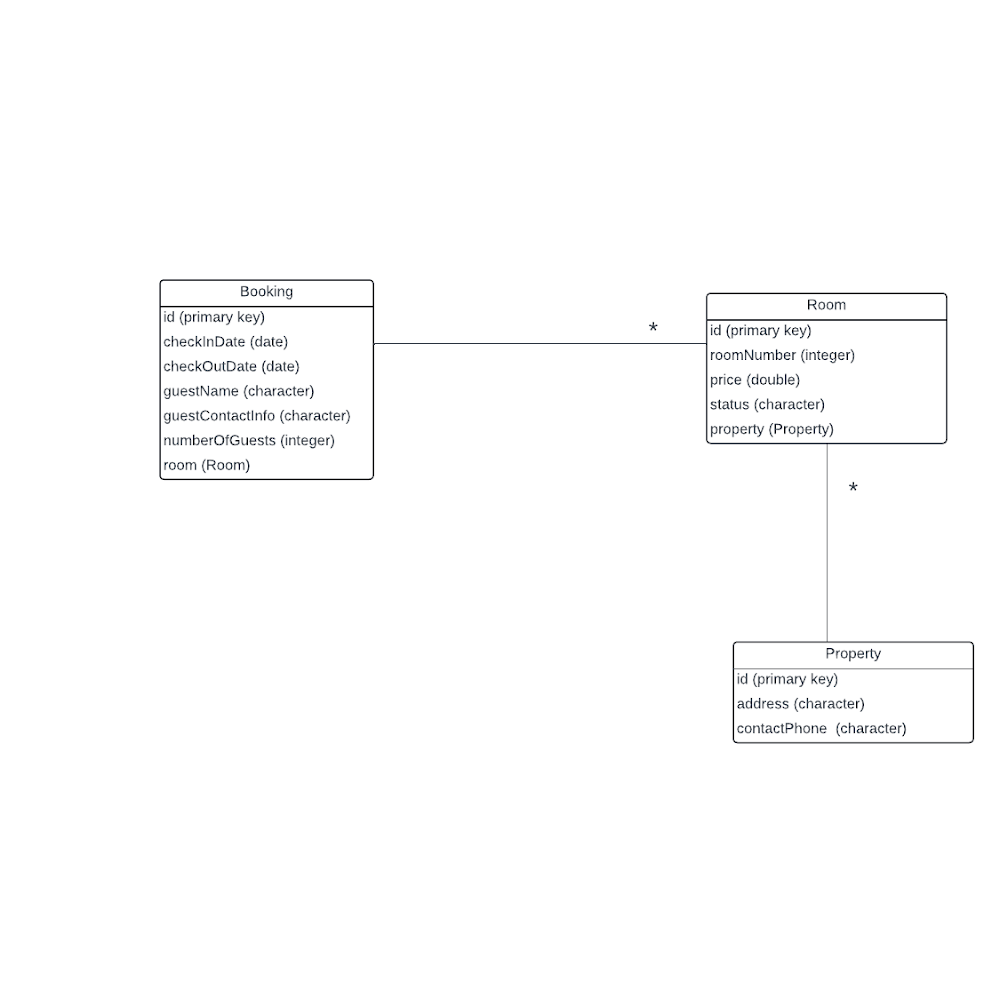 Booking
id (primary key)
checkInDate (date)
checkOutDate (date)
guestName (character)
guestContactInfo (character)
numberOfGuests (integer)
room (Room)
*
Room
id (primary key)
roomNumber (integer)
price (double)
status (character)
property (Property)
*
Property
id (primary key)
address (character)
contactPhone  (character)